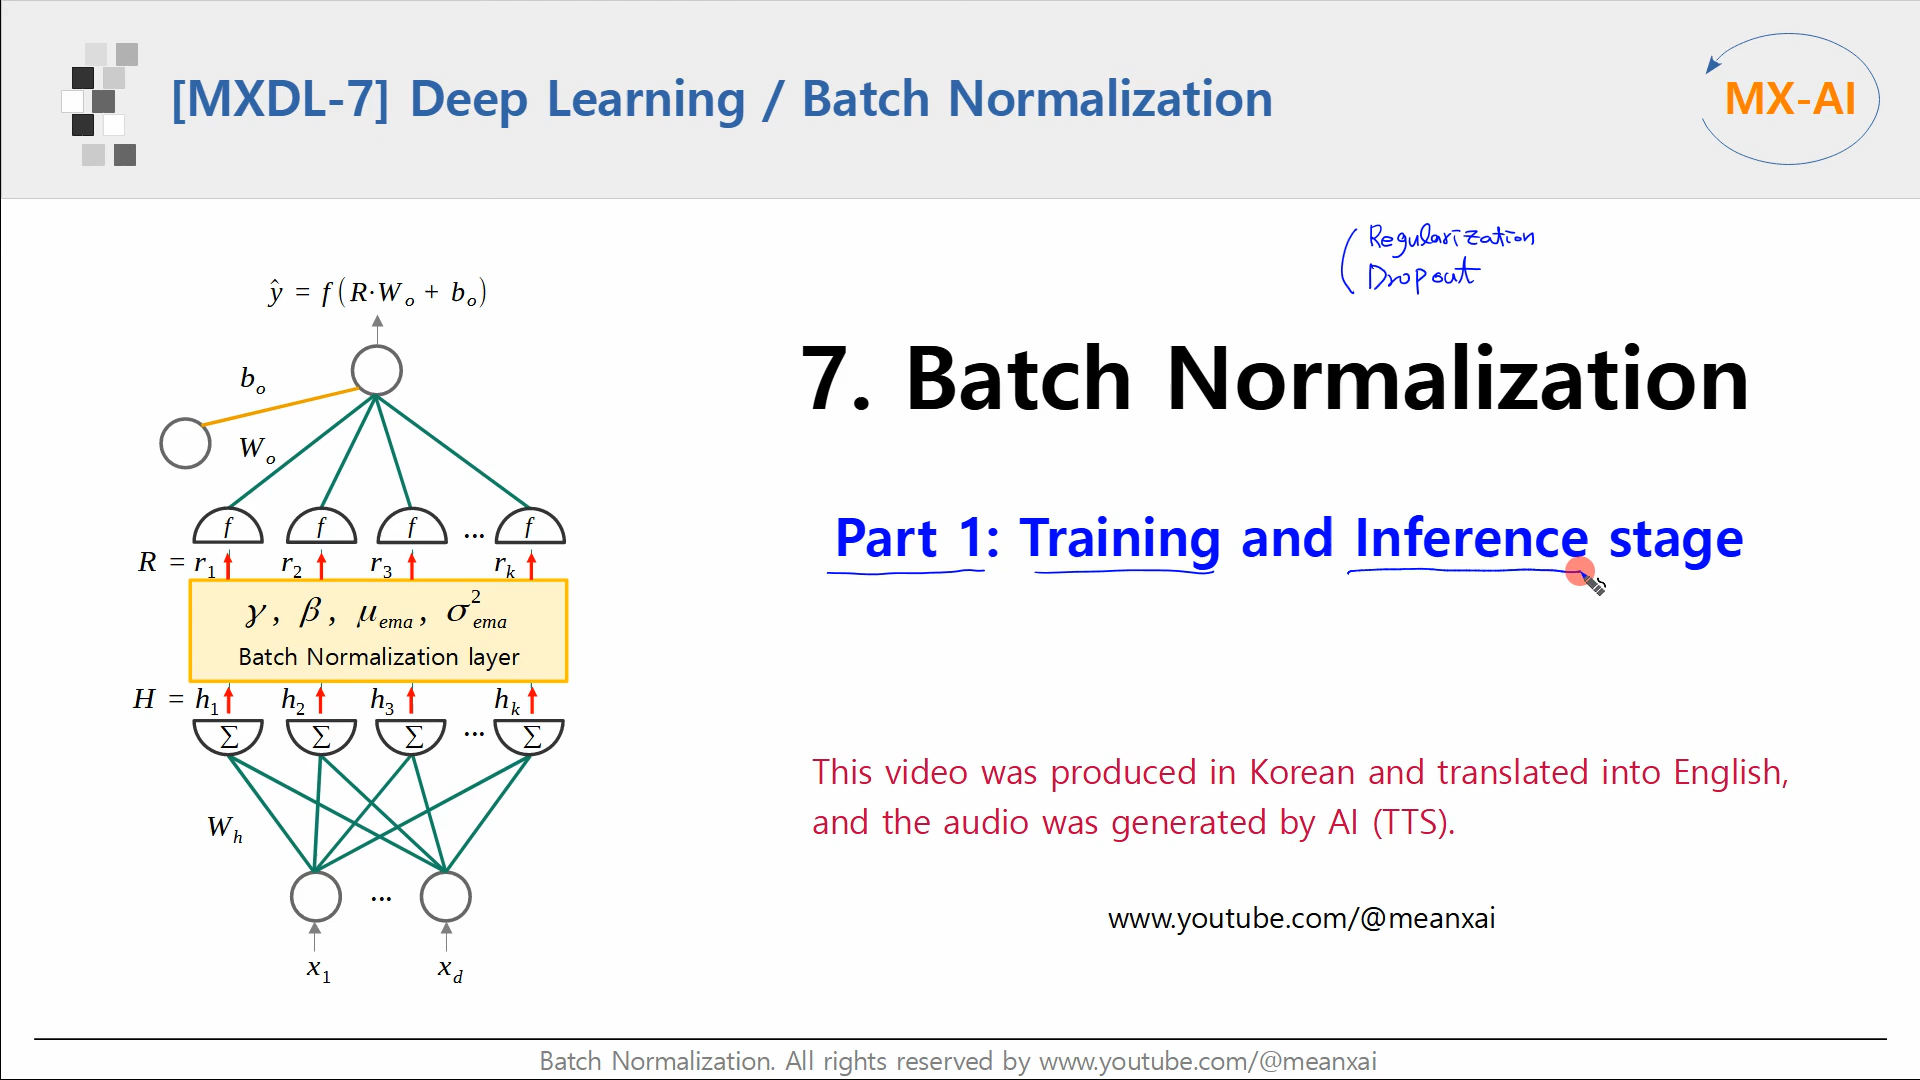 [MXDL-7] Deep Learning / Batch Normalization
MX-AI
Regularization
Dropout
ŷ = f(R·W_o + b_o)
b_o
W_o
7. Batch Normalization
Part 1: Training and Inference stage
f f f ... f
R = r_1 r_2 r_3 r_k
γ, β, μ_ema, σ²_ema
Batch Normalization layer
H = h_1 h_2 h_3 h_k
Σ Σ Σ ... Σ
W_h
...
x_1 x_d
This video was produced in Korean and translated into English,
and the audio was generated by AI (TTS).
www.youtube.com/@meanxai
Batch Normalization. All rights reserved by www.youtube.com/@meanxai